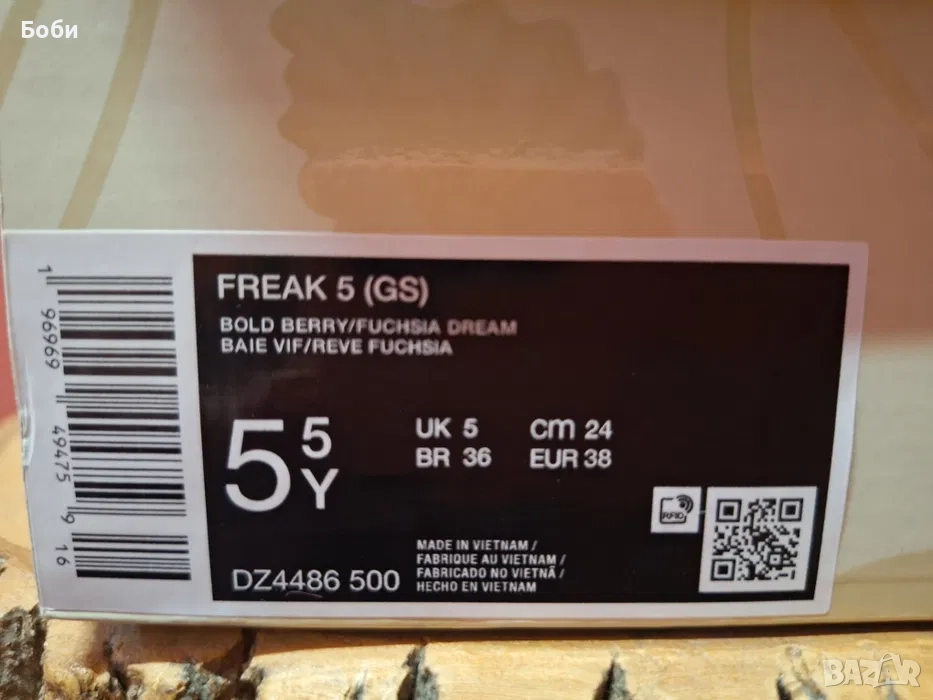 Боби
FREAK 5 (GS)
BOLD BERRY/FUCHSIA DREAM
BAIE VIF/REVE FUCHSIA
5 5Y
UK 5 cm 24
BR 36 EUR 38
RFID
MADE IN VIETNAM /
FABRIQUE AU VIETNAM /
FABRICADO NO VIETNÃ /
HECHO EN VIETNAM
DZ4486 500
1 96969 49475 9 16
BAZAR